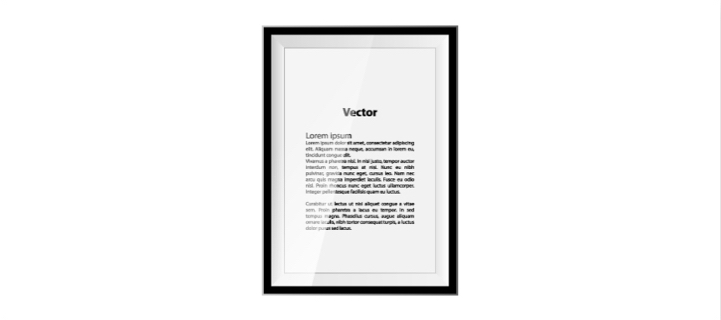 Vector
Lorem ipsum
Lorem ipsum dolor sit amet, consectetur adipiscing
elit. Aliquam massa neque, accumsan in lorem eu,
tincidunt congue elit.
Vivamus a pharetra nisl. In nisl justo, tempor auctor
interdum non, tempus at nisi. Nunc eu nibh
pulvinar, gravida nunc eget, cursus leo. Nam nec
arcu quis magna imperdiet iaculis. Fusce eu odio
nisl. Proin rhoncus nunc eget luctus ullamcorper.
Integer pellentesque facilisis quam eu luctus.
Curabitur ut lectus ut nisi aliquet congue a vitae
sem. Proin pharetra a lacus eu tempor. In sed
tempus magna. Phasellus cursus, augue aliquam
ornare iaculis, nibh tortor consequat turpis, a luctus
dolor purus sed lacus.